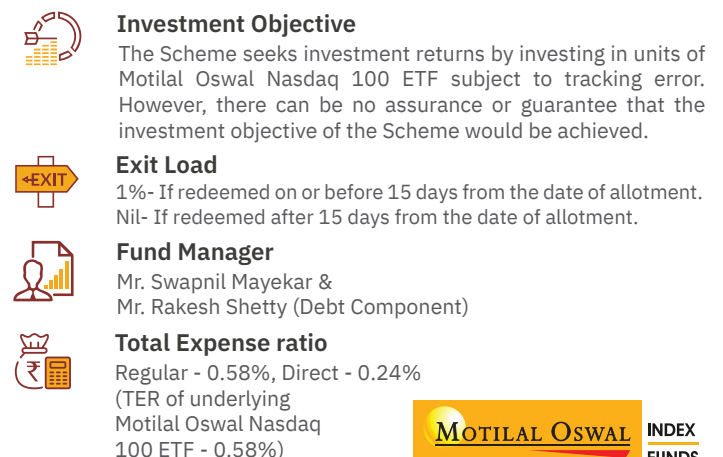 Investment Objective
The Scheme seeks investment returns by investing in units of
Motilal Oswal Nasdaq 100 ETF subject to tracking error.
However, there can be no assurance or guarantee that the
investment objective of the Scheme would be achieved.
EXIT
Exit Load
1%- If redeemed on or before 15 days from the date of allotment.
Nil- If redeemed after 15 days from the date of allotment.
Fund Manager
Mr. Swapnil Mayekar &
Mr. Rakesh Shetty (Debt Component)
₹
Total Expense ratio
Regular - 0.58%, Direct - 0.24%
(TER of underlying
Motilal Oswal Nasdaq
100 ETF - 0.58%)
MOTILAL OSWAL
INDEX
FUNDS